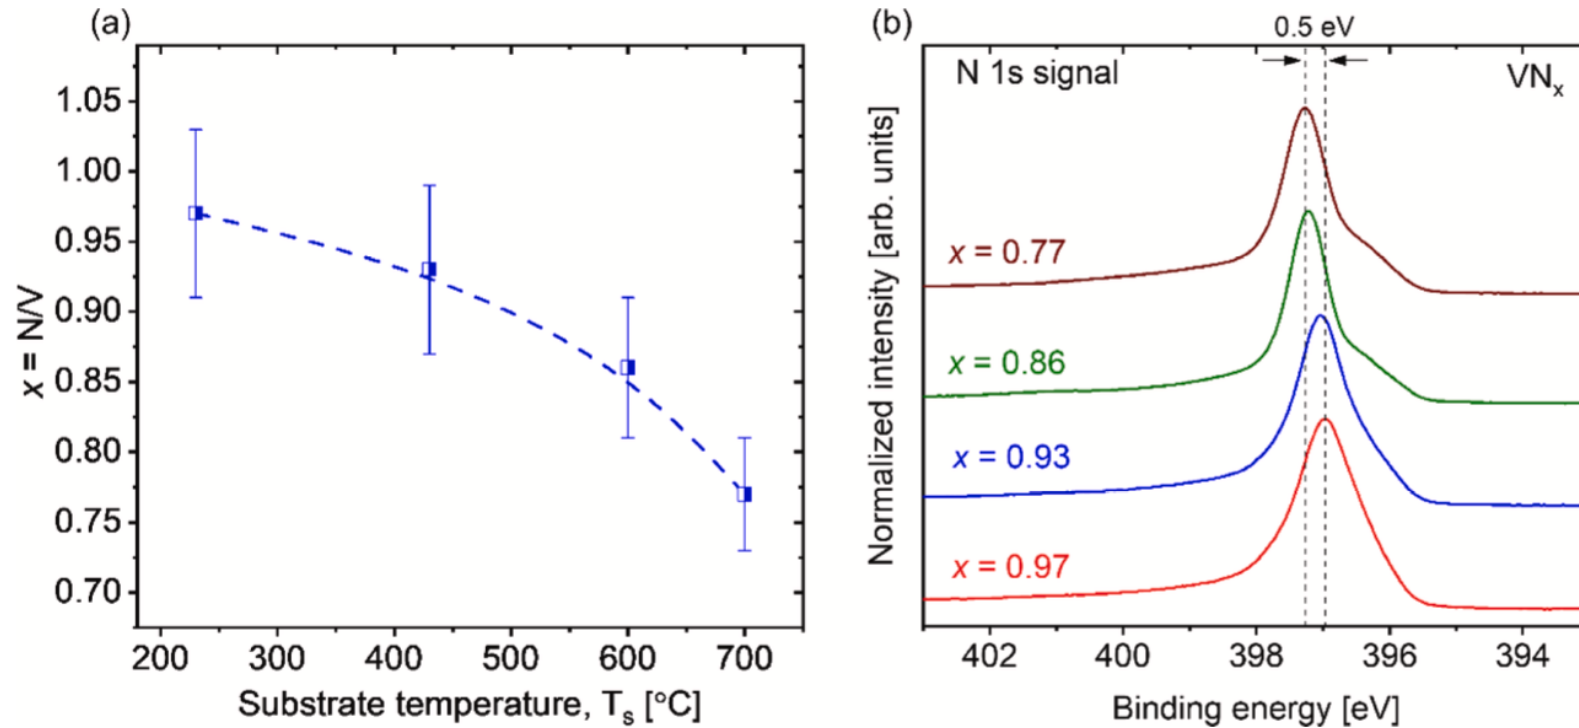 (a)
1.05
1.00
0.95
0.90
0.85
0.80
0.75
0.70
x = N/V
200 300 400 500 600 700
Substrate temperature, Ts [°C]
(b)
0.5 eV
N 1s signal
VNx
x = 0.77
x = 0.86
x = 0.93
x = 0.97
Normalized intensity [arb. units]
402 400 398 396 394
Binding energy [eV]